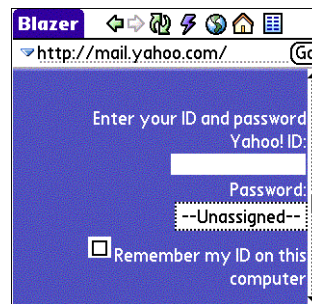 Blazer
http://mail.yahoo.com/
Go
Enter your ID and password
Yahoo! ID:
Password:
--Unassigned--
Remember my ID on this
computer